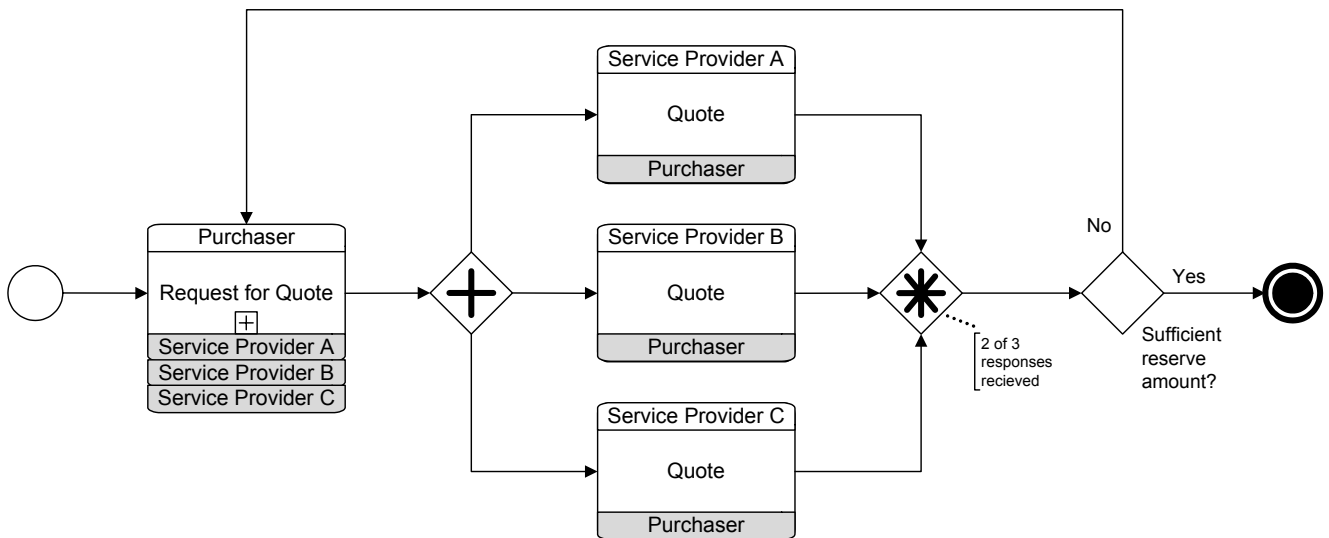 Service Provider A
Quote
Purchaser
No
Purchaser
Request for Quote
Service Provider A
Service Provider B
Service Provider C
Service Provider B
Quote
Purchaser
2 of 3
responses
recieved
Yes
Sufficient
reserve
amount?
Service Provider C
Quote
Purchaser